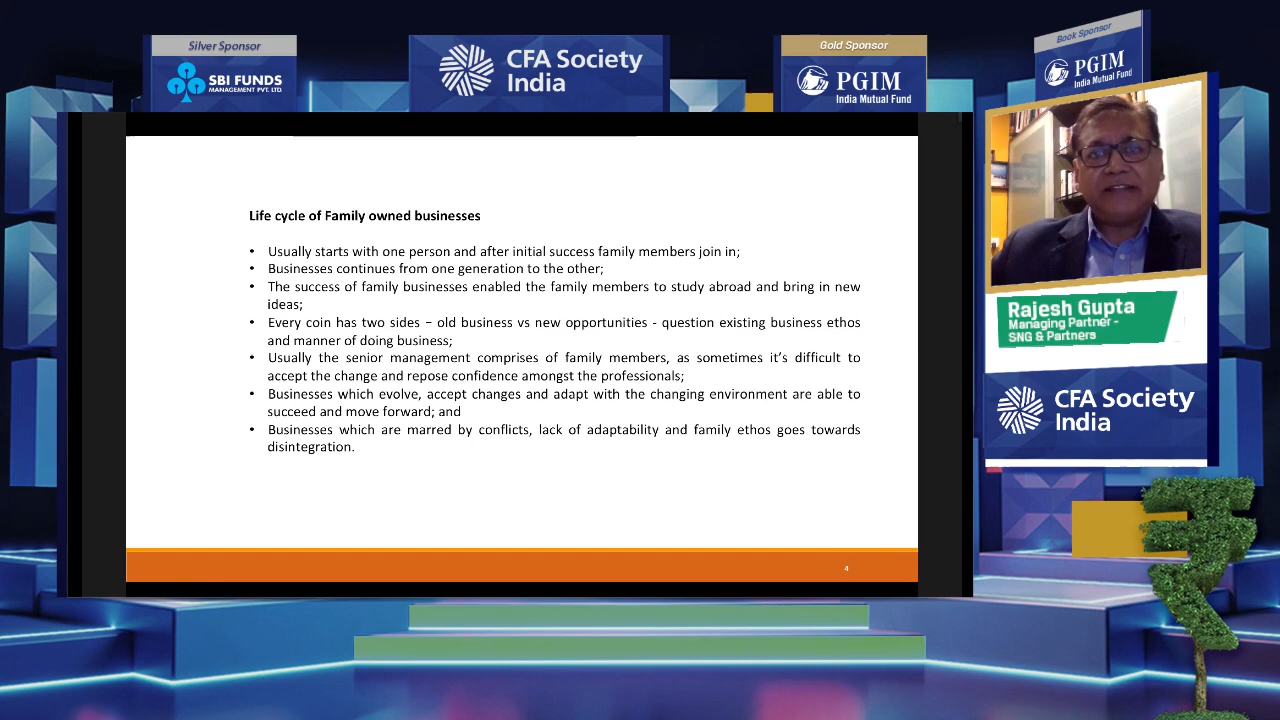 Silver Sponsor
SBI FUNDS
MANAGEMENT PVT. LTD.
CFA Society
India
Gold Sponsor
PGIM
India Mutual Fund
Book Sponsor
PGIM
India Mutual Fund
Life cycle of Family owned businesses
• Usually starts with one person and after initial success family members join in;
• Businesses continues from one generation to the other;
• The success of family businesses enabled the family members to study abroad and bring in new
ideas;
• Every coin has two sides – old business vs new opportunities - question existing business ethos
and manner of doing business;
• Usually the senior management comprises of family members, as sometimes it's difficult to
accept the change and repose confidence amongst the professionals;
• Businesses which evolve, accept changes and adapt with the changing environment are able to
succeed and move forward; and
• Businesses which are marred by conflicts, lack of adaptability and family ethos goes towards
disintegration.
4
Rajesh Gupta
Managing Partner -
SNG & Partners
CFA Society
India